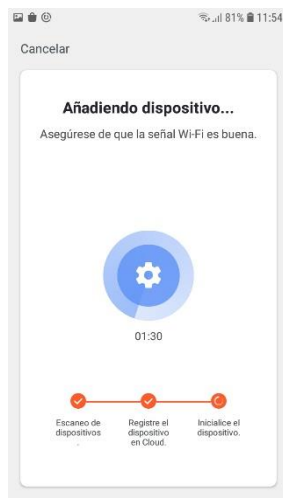 81% 11:54
Cancelar
Añadiendo dispositivo...
Asegúrese de que la señal Wi-Fi es buena.
01:30
Escaneo de
dispositivos
.
Registre el
dispositivo
en Cloud.
Inicialice el
dispositivo.